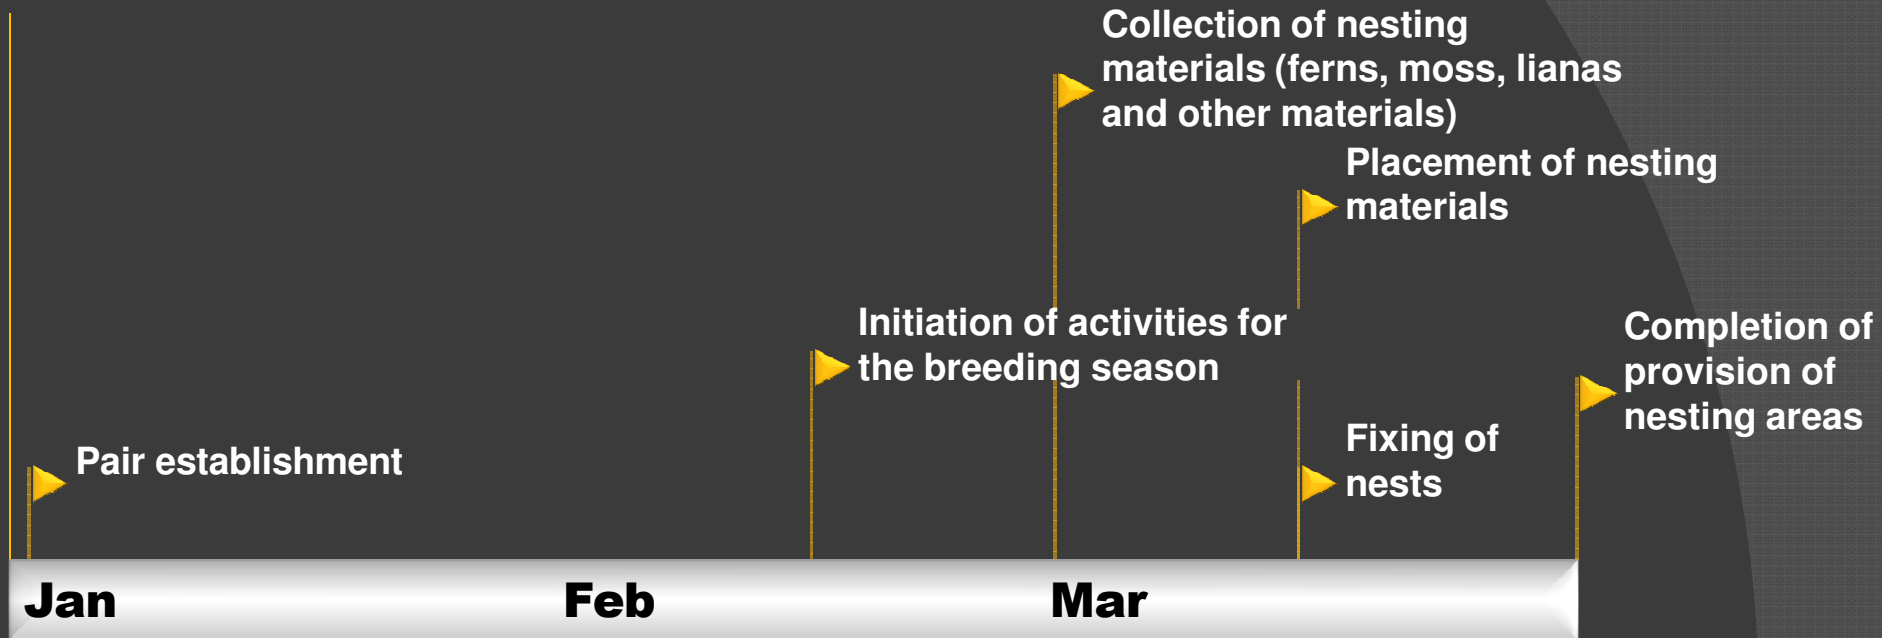 Collection of nesting
materials (ferns, moss, lianas
and other materials)
Placement of nesting
materials
Initiation of activities for
the breeding season
Completion of
provision of
nesting areas
Pair establishment
Fixing of
nests
Jan
Feb
Mar